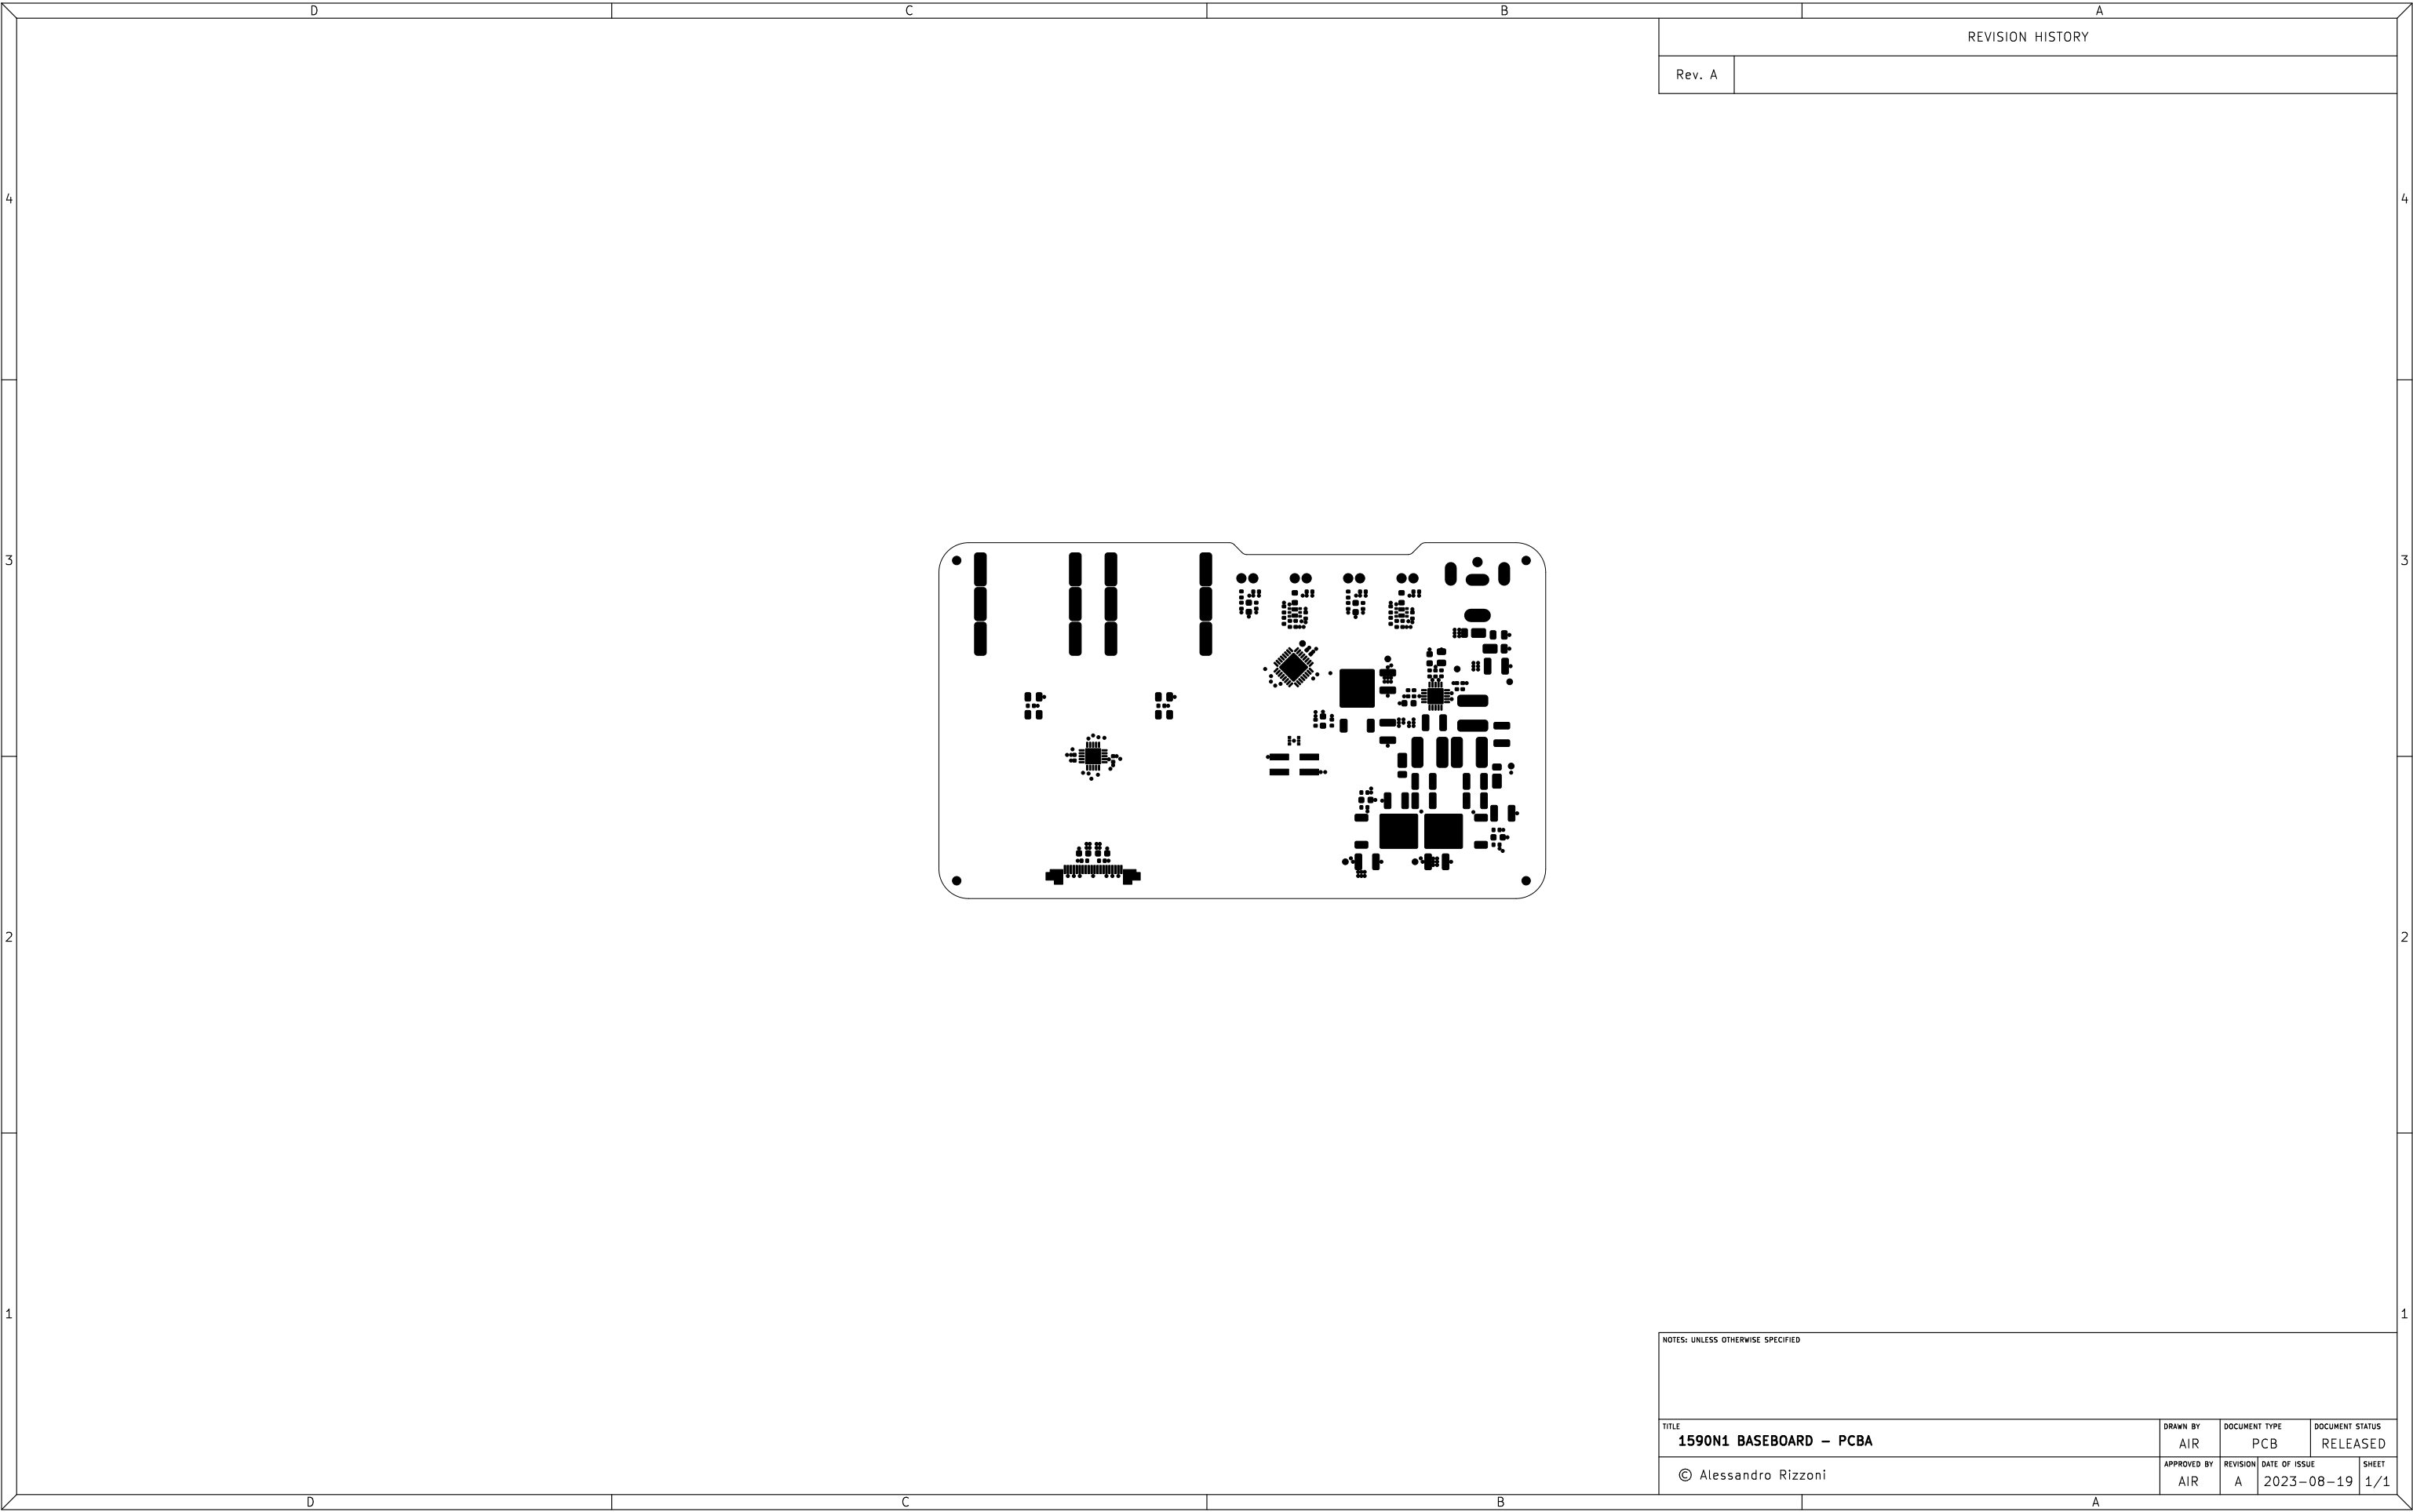 D C B A
REVISION HISTORY
Rev. A
4 4
3 3
2 2
1 1
NOTES: UNLESS OTHERWISE SPECIFIED
TITLE
1590N1 BASEBOARD – PCBA
DRAWN BY
AIR
DOCUMENT TYPE
PCB
DOCUMENT STATUS
RELEASED
© Alessandro Rizzoni
APPROVED BY
AIR
REVISION
A
DATE OF ISSUE
2023-08-19
SHEET
1/1
D C B A